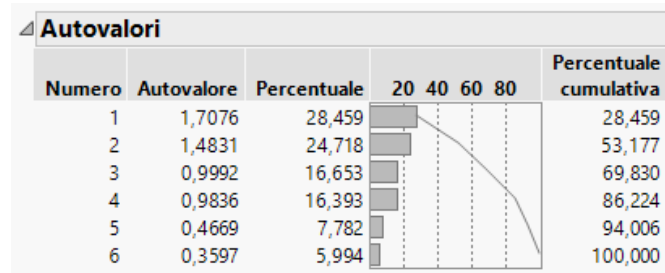 Autovalori
Percentuale
Numero Autovalore Percentuale 20 40 60 80 cumulativa
1 1,7076 28,459 28,459
2 1,4831 24,718 53,177
3 0,9992 16,653 69,830
4 0,9836 16,393 86,224
5 0,4669 7,782 94,006
6 0,3597 5,994 100,000